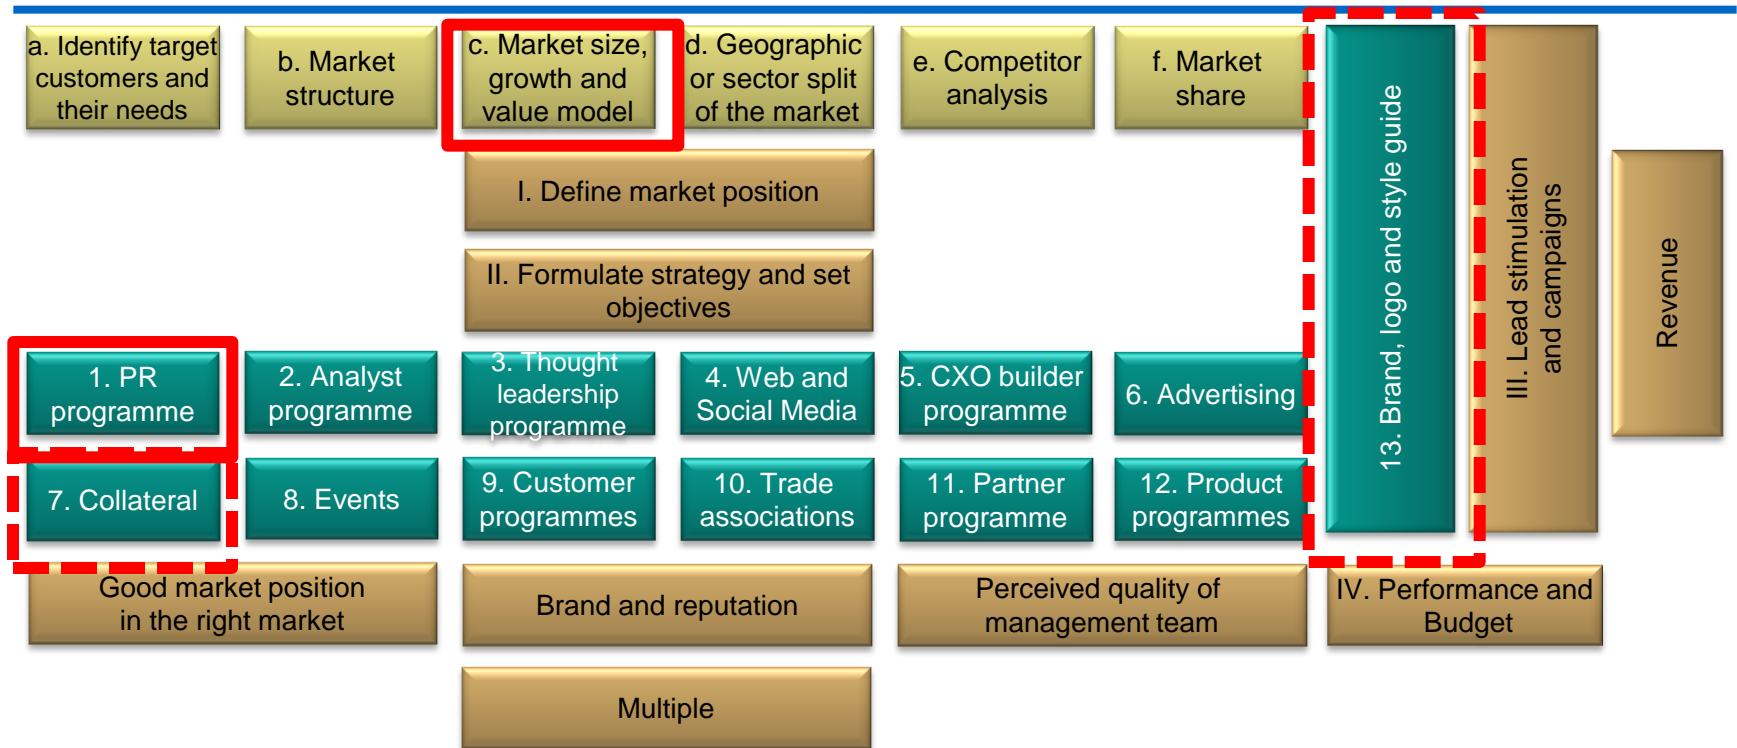 a. Identify target
customers and
their needs
b. Market
structure
c. Market size,
growth and
value model
d. Geographic
or sector split
of the market
e. Competitor
analysis
f. Market
share
I. Define market position
II. Formulate strategy and set
objectives
1. PR
programme
2. Analyst
programme
3. Thought
leadership
programme
4. Web and
Social Media
5. CXO builder
programme
6. Advertising
7. Collateral
8. Events
9. Customer
programmes
10. Trade
associations
11. Partner
programme
12. Product
programmes
13. Brand, logo and style guide
III. Lead stimulation
and campaigns
Revenue
Good market position
in the right market
Brand and reputation
Perceived quality of
management team
IV. Performance and
Budget
Multiple